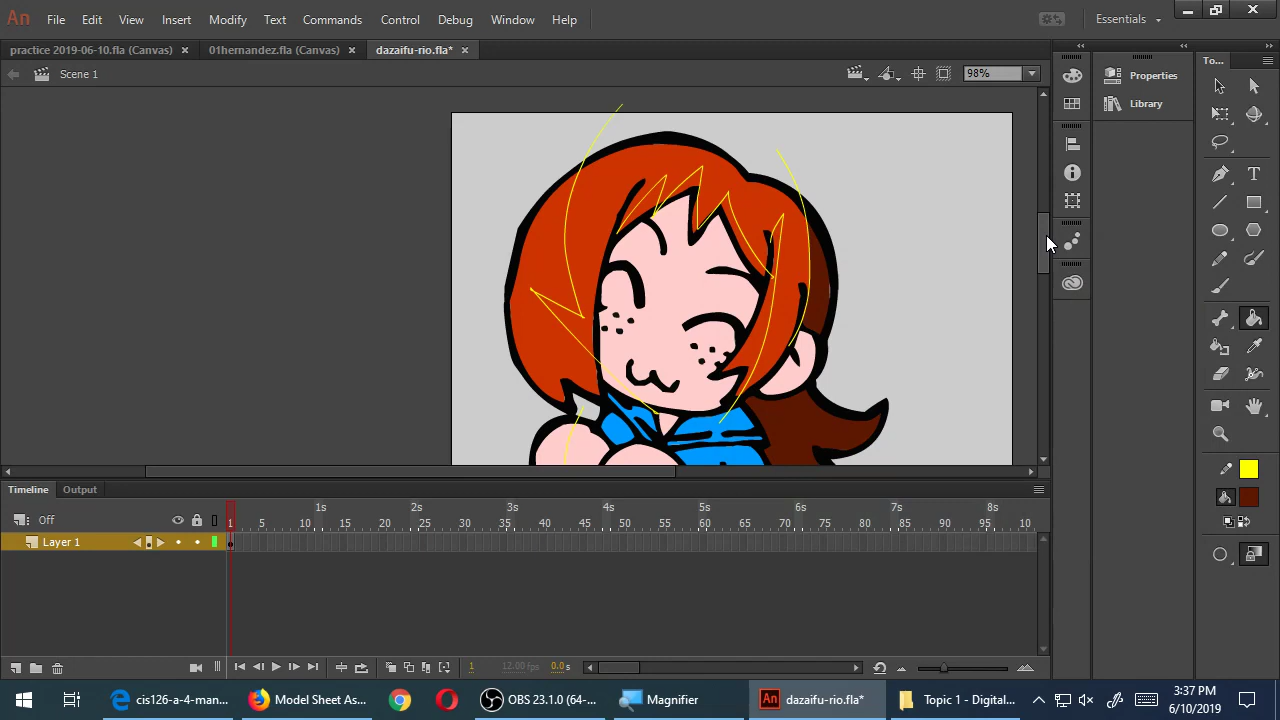 An File Edit View Insert Modify Text Commands Control Debug Window Help Essentials
practice 2019-06-10.fla (Canvas) × 01hernandez.fla (Canvas) × dazaifu-rio.fla* ×
Scene 1 98%
To...
Properties
Library
T
Timeline Output
Off 1s 2s 3s 4s 5s 6s 7s 8s
1 5 10 15 20 25 30 35 40 45 50 55 60 65 70 75 80 85 90 95 10
Layer 1
1 12.00 fps 0.0 s
cis126-a-4-man... Model Sheet As... OBS 23.1.0 (64-... Magnifier An dazaifu-rio.fla* Topic 1 - Digital...
3:37 PM
6/10/2019